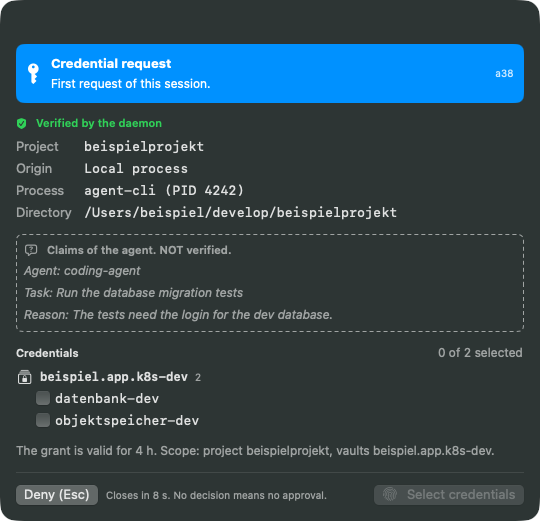 Credential request
First request of this session.
a38
Verified by the daemon
Project beispielprojekt
Origin Local process
Process agent-cli (PID 4242)
Directory /Users/beispiel/develop/beispielprojekt
Claims of the agent. NOT verified.
Agent: coding-agent
Task: Run the database migration tests
Reason: The tests need the login for the dev database.
Credentials 0 of 2 selected
beispiel.app.k8s-dev 2
datenbank-dev
objektspeicher-dev
The grant is valid for 4 h. Scope: project beispielprojekt, vaults beispiel.app.k8s-dev.
Deny (Esc) Closes in 8 s. No decision means no approval. Select credentials